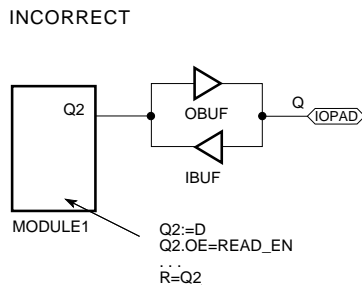 INCORRECT
Q2
OBUF
Q
IOPAD
IBUF
MODULE1
Q2:=D
Q2.OE=READ_EN
. . .
R=Q2